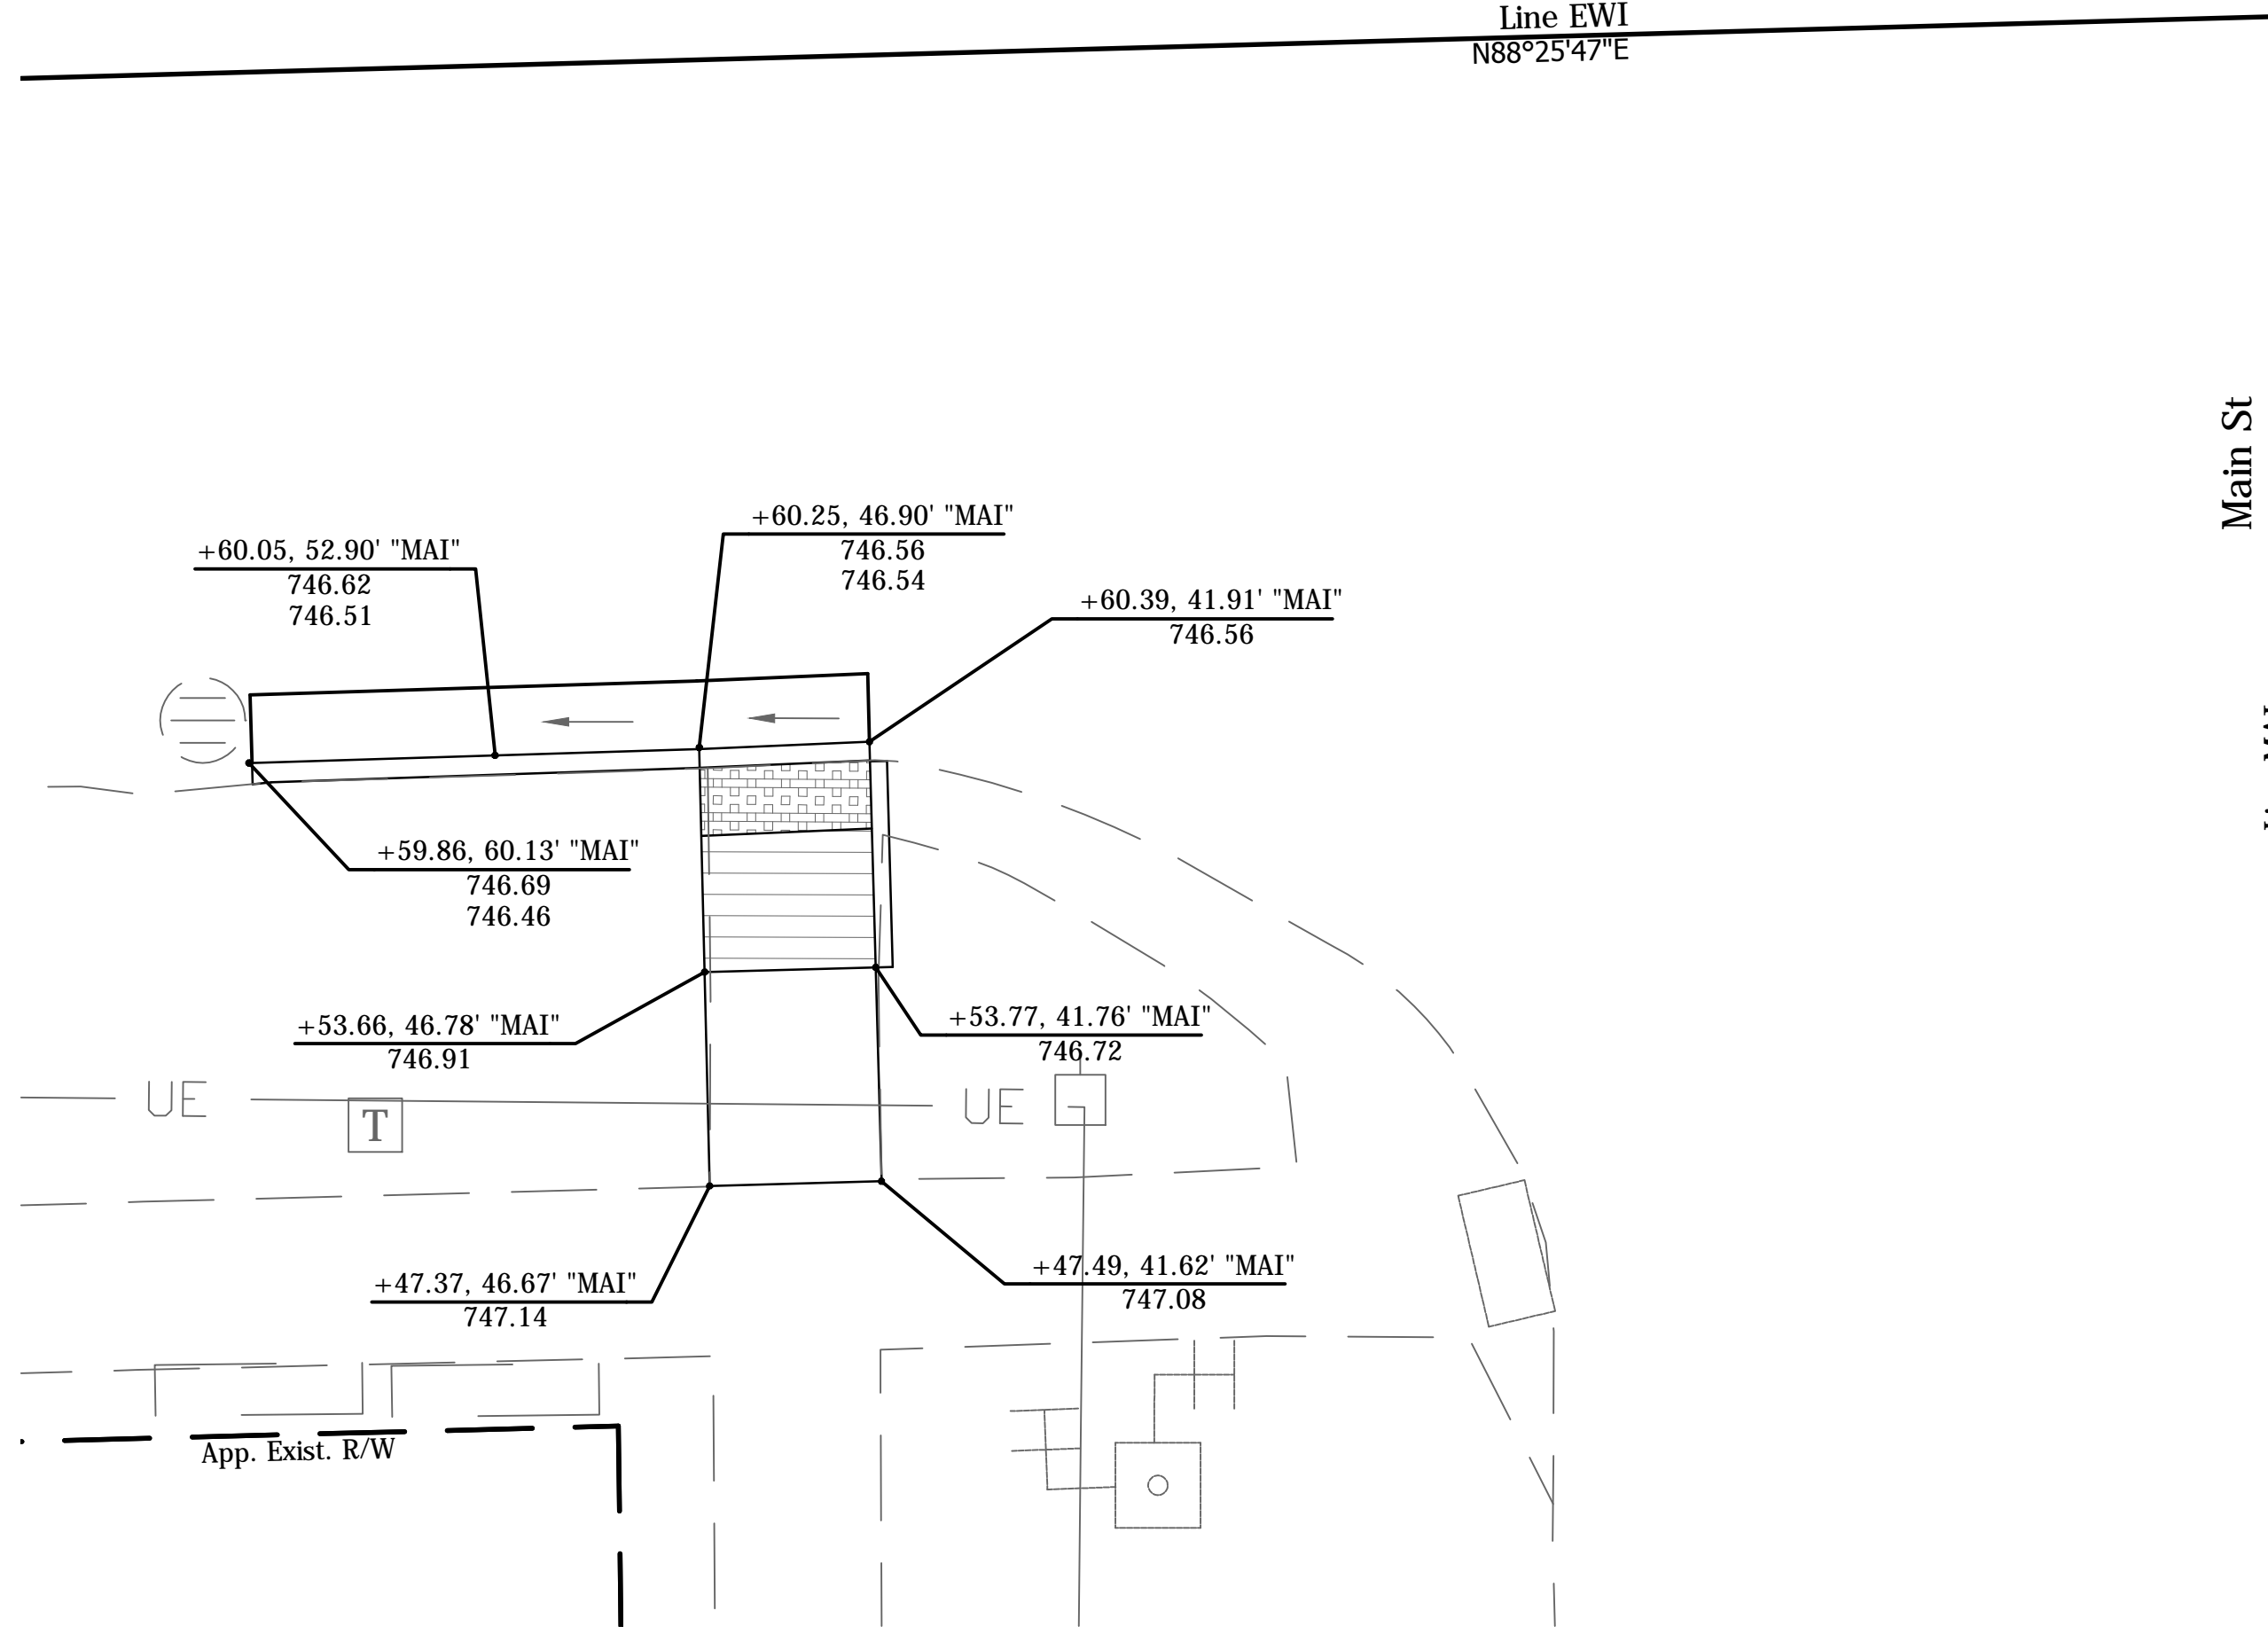 Line EWI
N88°25'47"E
Main St
+60.25, 46.90' "MAI"
746.56
746.54
+60.05, 52.90' "MAI"
746.62
746.51
+60.39, 41.91' "MAI"
746.56
+59.86, 60.13' "MAI"
746.69
746.46
+53.66, 46.78' "MAI"
746.91
+53.77, 41.76' "MAI"
746.72
UE
T
UE
+47.37, 46.67' "MAI"
747.14
+47.49, 41.62' "MAI"
747.08
App. Exist. R/W